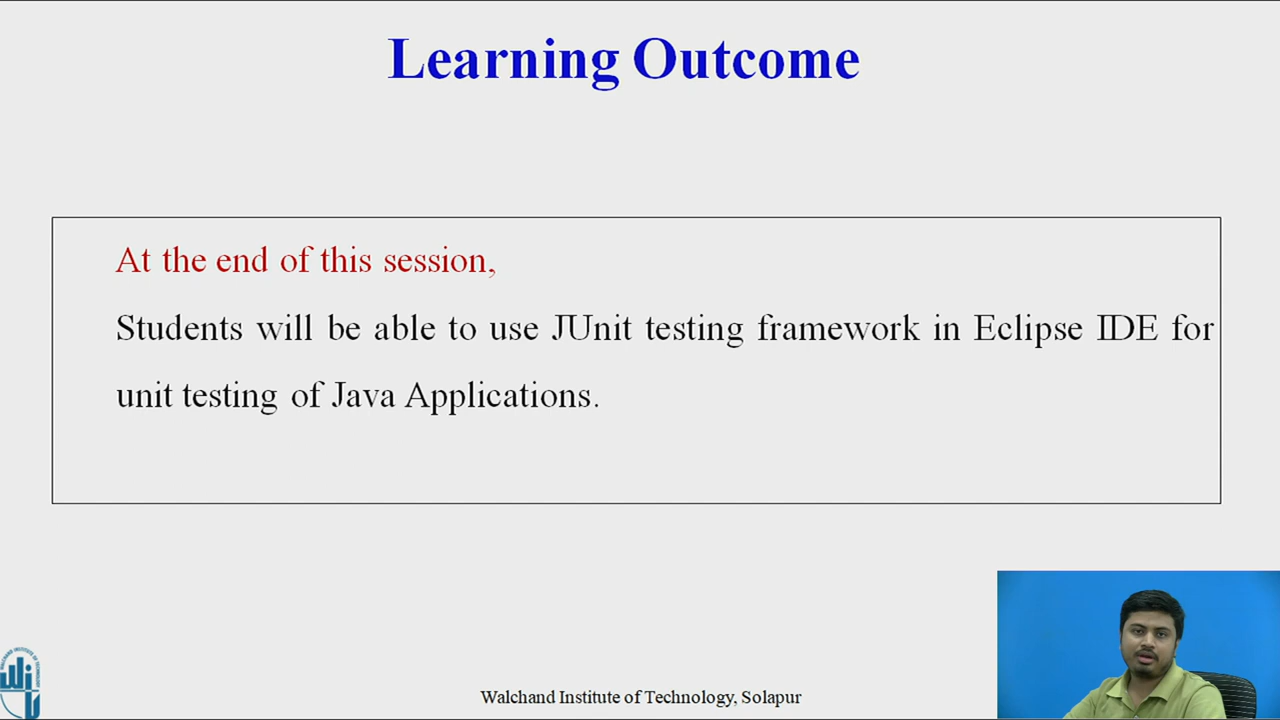 Learning Outcome
At the end of this session,
Students will be able to use JUnit testing framework in Eclipse IDE for
unit testing of Java Applications.
Walchand Institute of Technology, Solapur